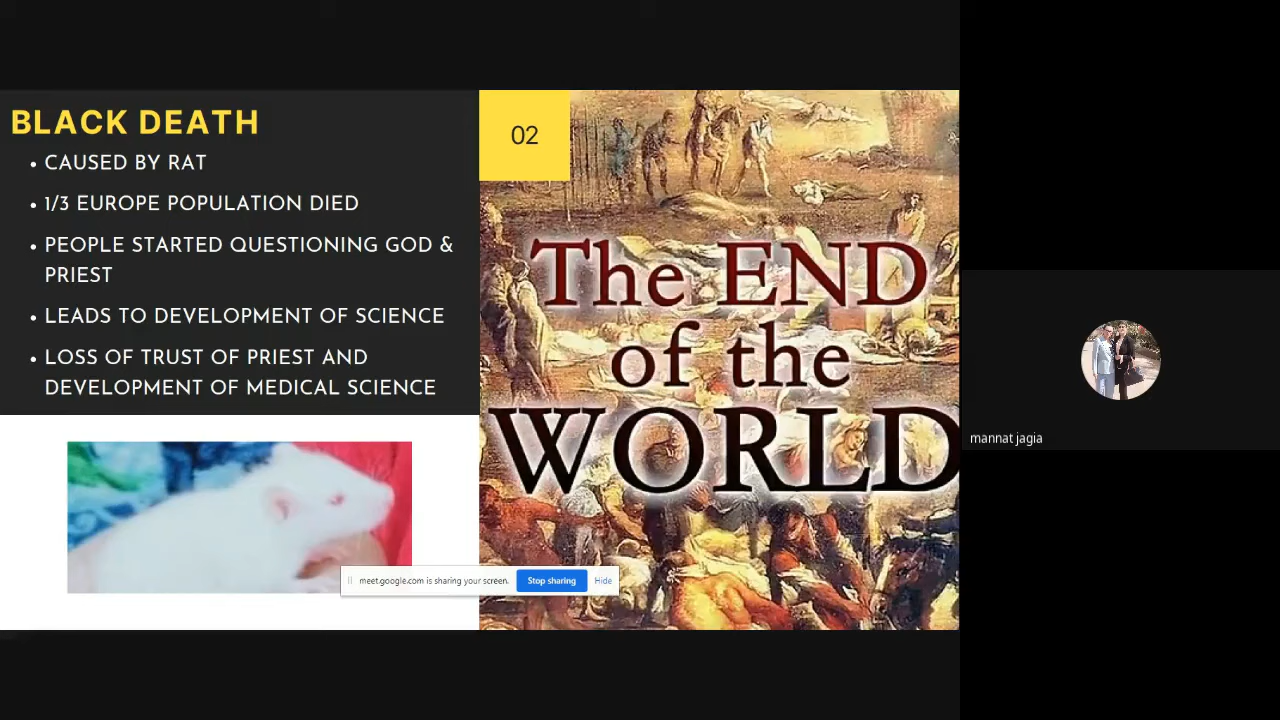 BLACK DEATH
• CAUSED BY RAT
• 1/3 EUROPE POPULATION DIED
• PEOPLE STARTED QUESTIONING GOD &
PRIEST
• LEADS TO DEVELOPMENT OF SCIENCE
• LOSS OF TRUST OF PRIEST AND
DEVELOPMENT OF MEDICAL SCIENCE
02
The END
of the
WORLD
meet.google.com is sharing your screen. Stop sharing Hide
mannat jagia